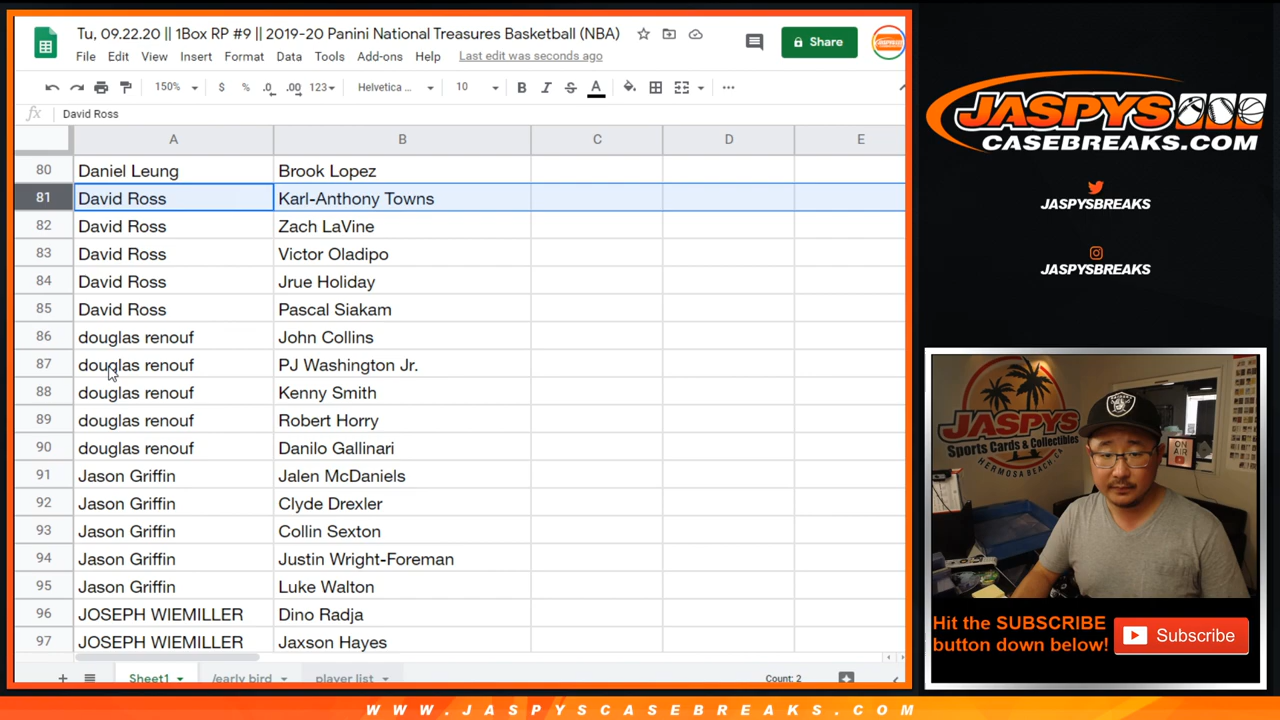 Tu, 09.22.20 || 1Box RP #9 || 2019-20 Panini National Treasures Basketball (NBA)
File Edit View Insert Format Data Tools Add-ons Help Last edit was seconds ago
Share
150% $ % .0 .00 123 Helvetica ... 10 B I S A ...
fx David Ross
A B C D E
80 Daniel Leung Brook Lopez
81 David Ross Karl-Anthony Towns
82 David Ross Zach LaVine
83 David Ross Victor Oladipo
84 David Ross Jrue Holiday
85 David Ross Pascal Siakam
86 douglas renouf John Collins
87 douglas renouf PJ Washington Jr.
88 douglas renouf Kenny Smith
89 douglas renouf Robert Horry
90 douglas renouf Danilo Gallinari
91 Jason Griffin Jalen McDaniels
92 Jason Griffin Clyde Drexler
93 Jason Griffin Collin Sexton
94 Jason Griffin Justin Wright-Foreman
95 Jason Griffin Luke Walton
96 JOSEPH WIEMILLER Dino Radja
97 JOSEPH WIEMILLER Jaxson Hayes
Sheet1 /early bird player list Count: 2
JASPYS
CASEBREAKS.COM
JASPYSBREAKS
JASPYSBREAKS
JASPYS
Sports Cards & Collectibles
HERMOSA BEACH, CA
ON AIR
Hit the SUBSCRIBE
button down below!
Subscribe
WWW.JASPYSCASEBREAKS.COM